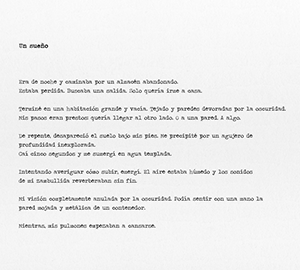 Un sueño
Era de noche y caminaba por un almacén abandonado.
Estaba perdida. Buscaba una salida. Solo quería irme a casa.
Terminé en una habitación grande y vacía. Tejado y paredes devoradas por la oscuridad.
Mis pasos eran prestos: quería llegar al otro lado. O a una pared. A algo.
De repente, desapareció el suelo bajo mis pies. Me precipité por un agujero de
profundidad inexplorada.
Caí cinco segundos y me sumergí en agua templada.
Intentando averiguar cómo subir, emergí. El aire estaba húmedo y los sonidos
de mi zambullida reverberaban sin fin.
Mi visión completamente anulada por la oscuridad. Podía sentir con una mano la
pared mojada y metálica de un contenedor.
Mientras, mis pulmones empezaban a cansarse.